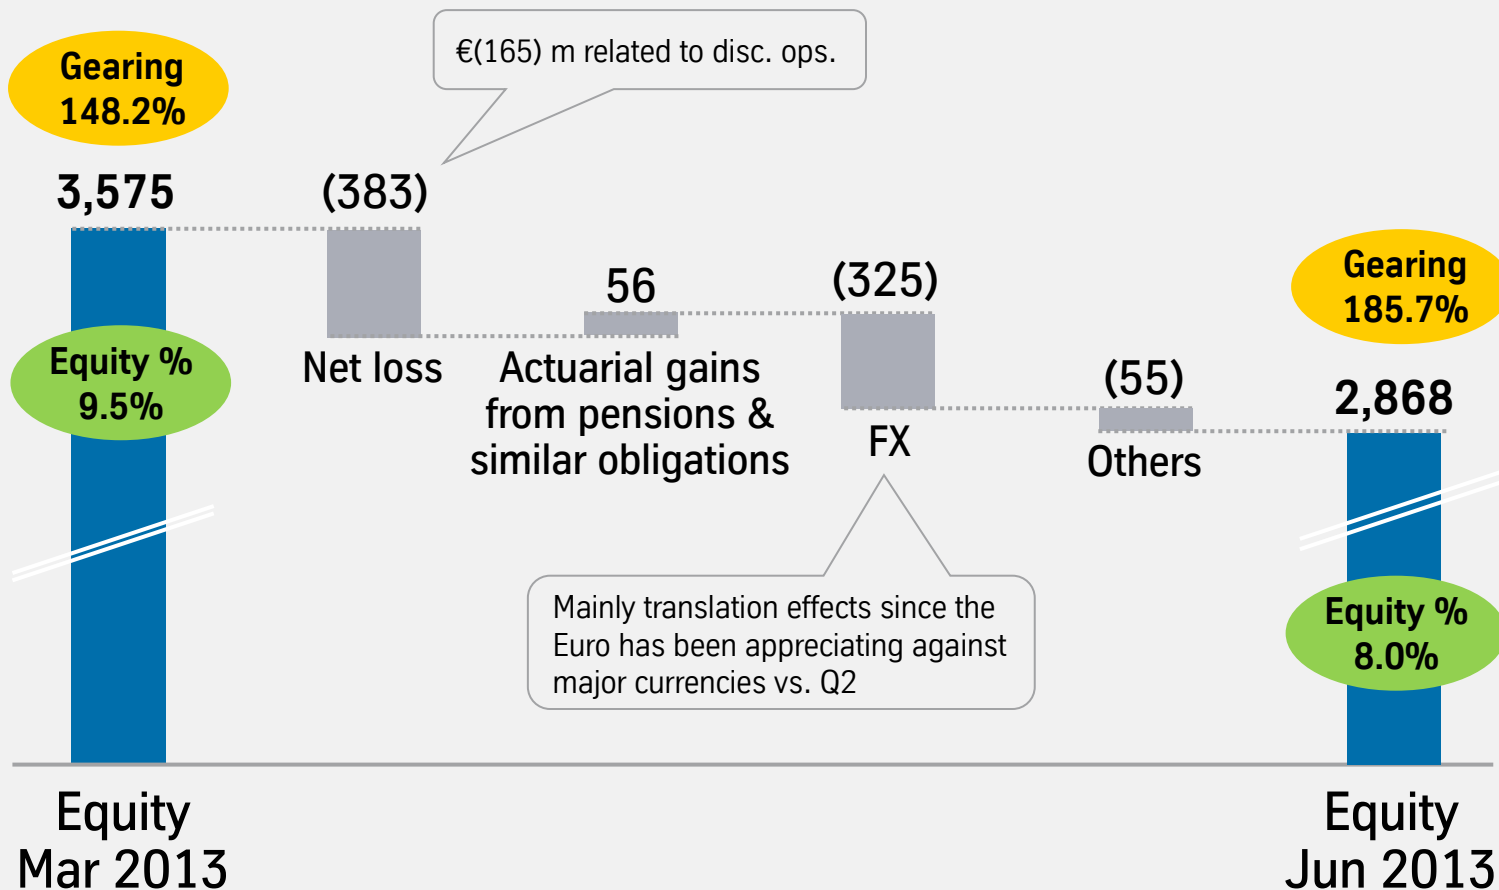 €(165) m related to disc. ops.
Gearing
148.2%
3,575
(383)
56
(325)
(55)
Gearing
185.7%
2,868
Equity %
9.5%
Net loss
Actuarial gains
from pensions &
similar obligations
FX
Others
Mainly translation effects since the
Euro has been appreciating against
major currencies vs. Q2
Equity %
8.0%
Equity
Mar 2013
Equity
Jun 2013